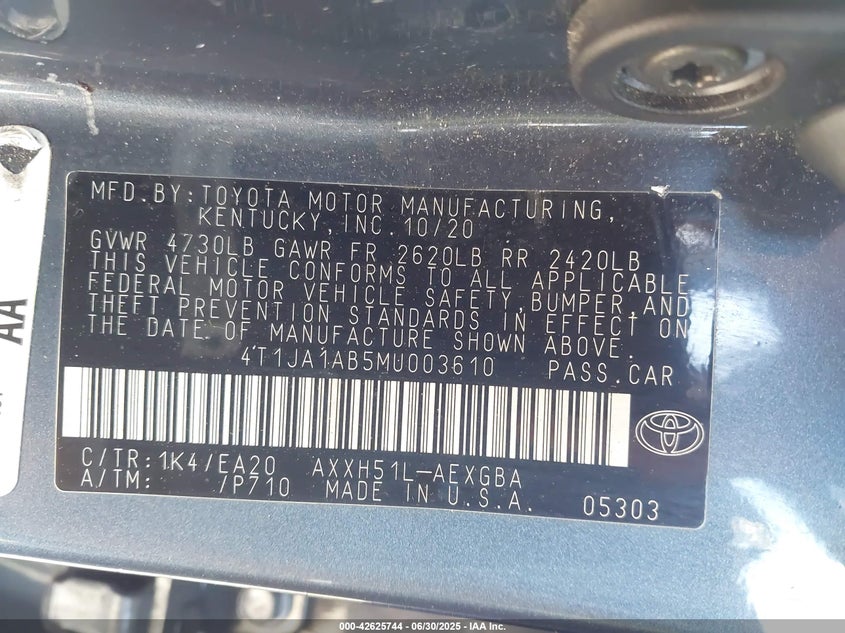 MFD.BY:TOYOTA MOTOR MANUFACTURING,
KENTUCKY,INC.10/20
GVWR 4730LB GAWR FR 2620LB RR 2420LB
THIS VEHICLE CONFORMS TO ALL APPLICABLE
FEDERAL MOTOR VEHICLE SAFETY,BUMPER,AND
THEFT PREVENTION STANDARDS IN EFFECT ON
THE DATE OF MANUFACTURE SHOWN ABOVE.
4T1JA1AB5MU003610 PASS.CAR
C/TR:1K4/EA20 AXXH51L-AEXGBA
A/TM: /P710 MADE IN U.S.A. 05303
AA
000-42625744 - 06/30/2025 - IAA Inc.